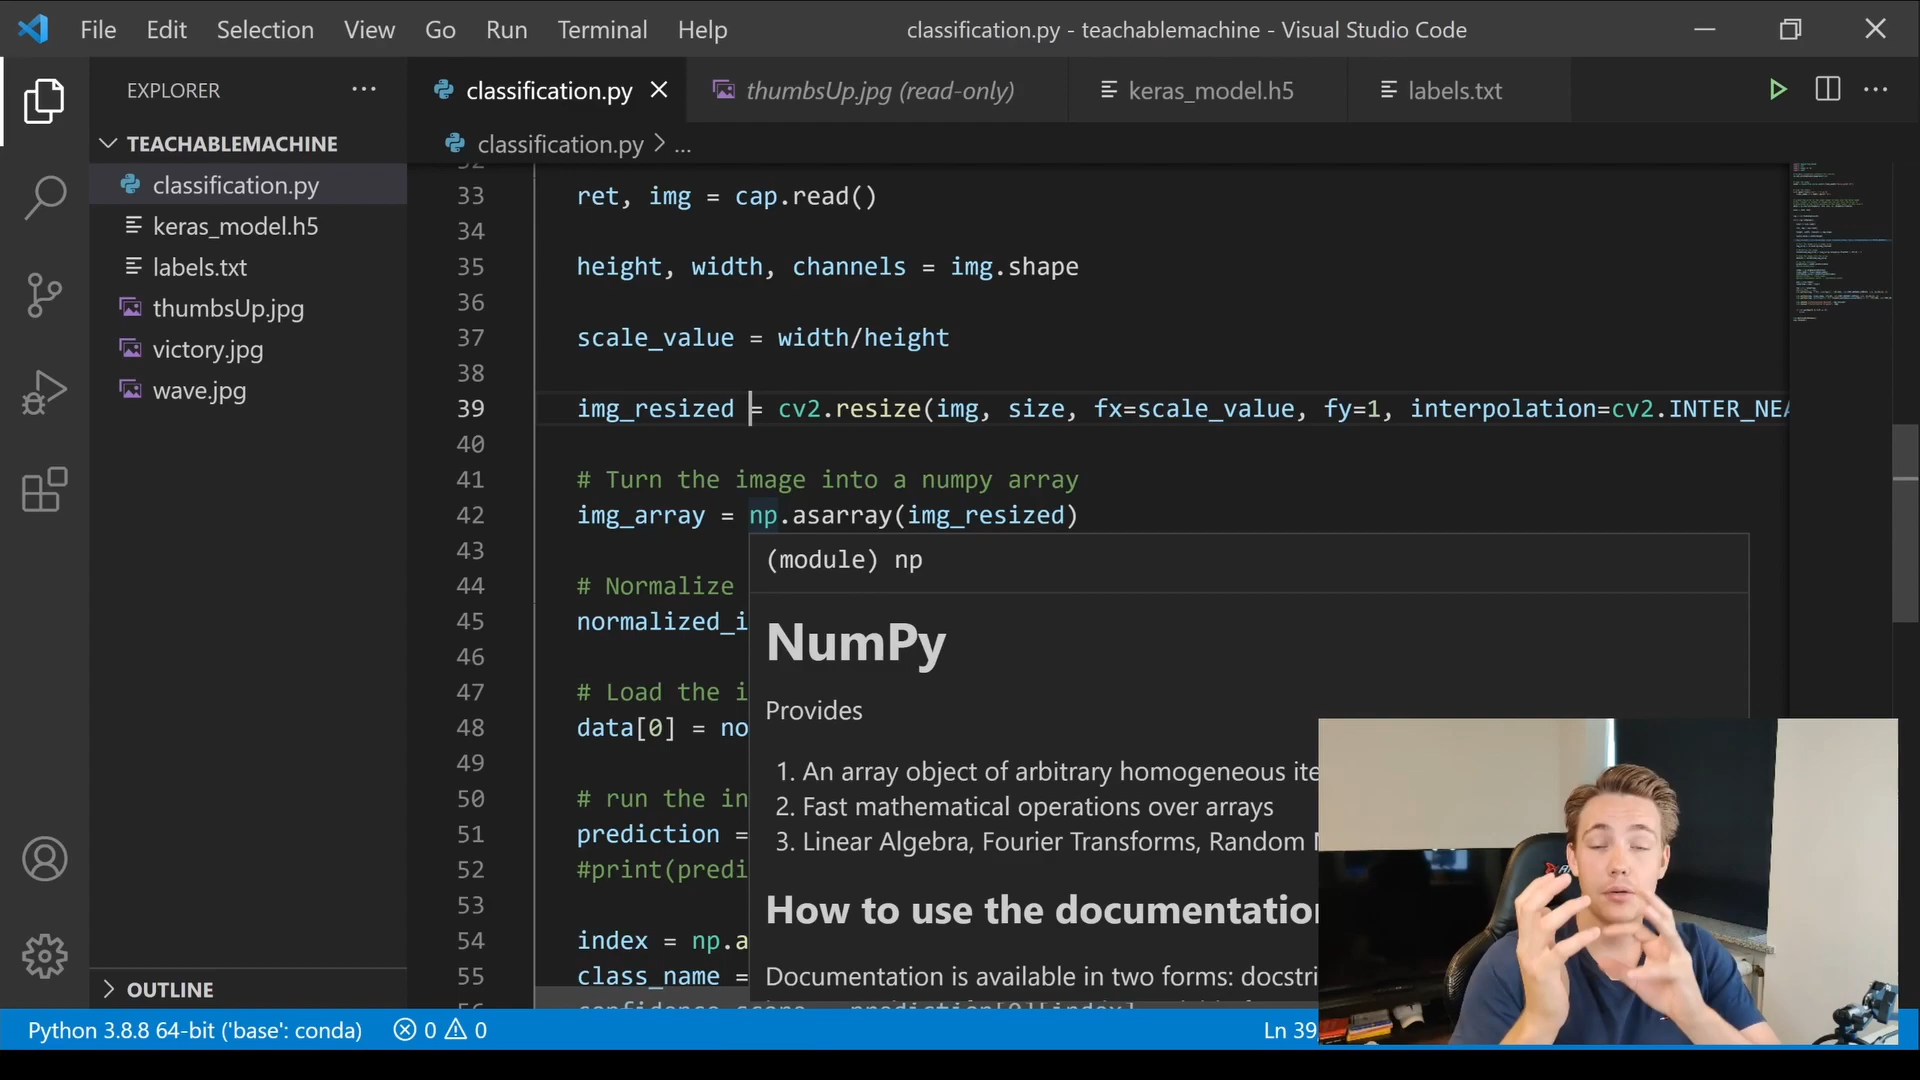 File Edit Selection View Go Run Terminal Help classification.py - teachablemachine - Visual Studio Code
EXPLORER
TEACHABLEMACHINE
classification.py
keras_model.h5
labels.txt
thumbsUp.jpg
victory.jpg
wave.jpg
OUTLINE
classification.py thumbsUp.jpg (read-only) keras_model.h5 labels.txt
classification.py > ...
33 ret, img = cap.read()
34
35 height, width, channels = img.shape
36
37 scale_value = width/height
38
39 img_resized = cv2.resize(img, size, fx=scale_value, fy=1, interpolation=cv2.INTER_NEA
40
41 # Turn the image into a numpy array
42 img_array = np.asarray(img_resized)
43
44 # Normalize
45 normalized_i
46
47 # Load the i
48 data[0] = no
49
50 # run the in
51 prediction =
52 #print(predi
53
54 index = np.a
55 class_name =
(module) np
NumPy
Provides
1. An array object of arbitrary homogeneous ite
2. Fast mathematical operations over arrays
3. Linear Algebra, Fourier Transforms, Random
How to use the documentation
Documentation is available in two forms: docstri
Python 3.8.8 64-bit ('base': conda) 0 0 Ln 39,